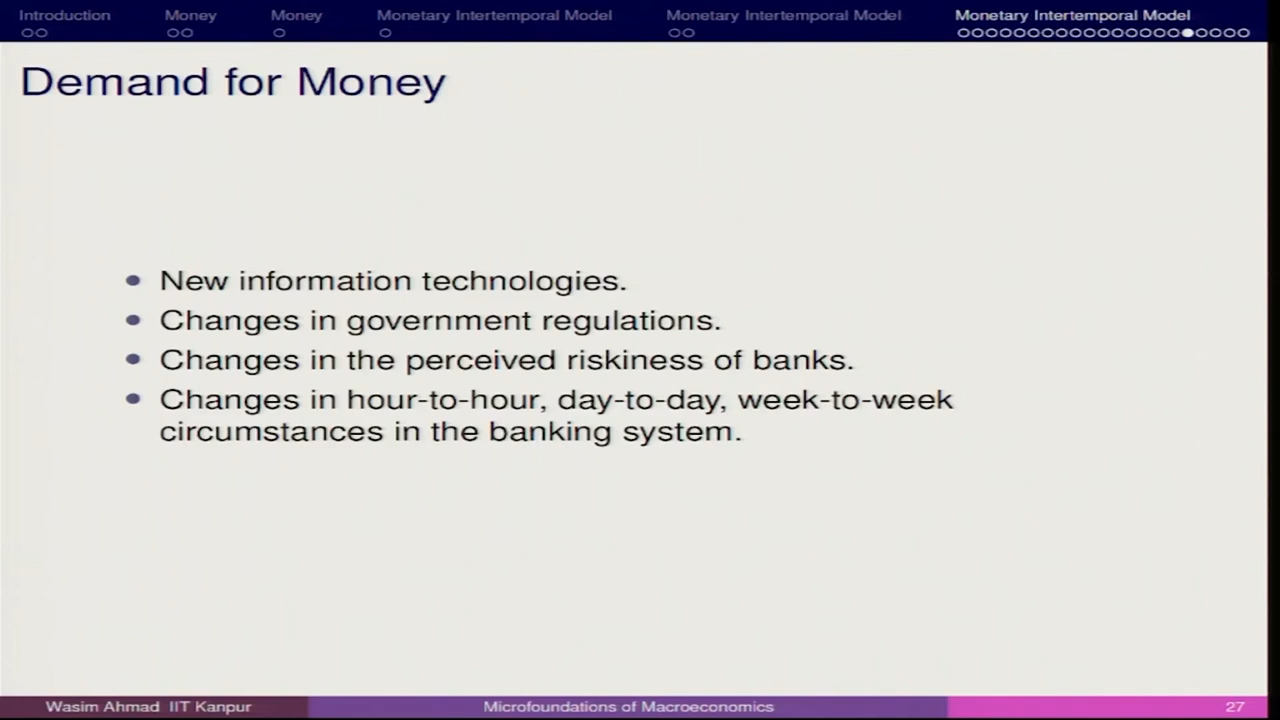 Introduction
Money
Money
Monetary Intertemporal Model
Monetary Intertemporal Model
Monetary Intertemporal Model
Demand for Money
New information technologies.
Changes in government regulations.
Changes in the perceived riskiness of banks.
Changes in hour-to-hour, day-to-day, week-to-week
circumstances in the banking system.
Wasim Ahmad IIT Kanpur
Microfoundations of Macroeconomics
27